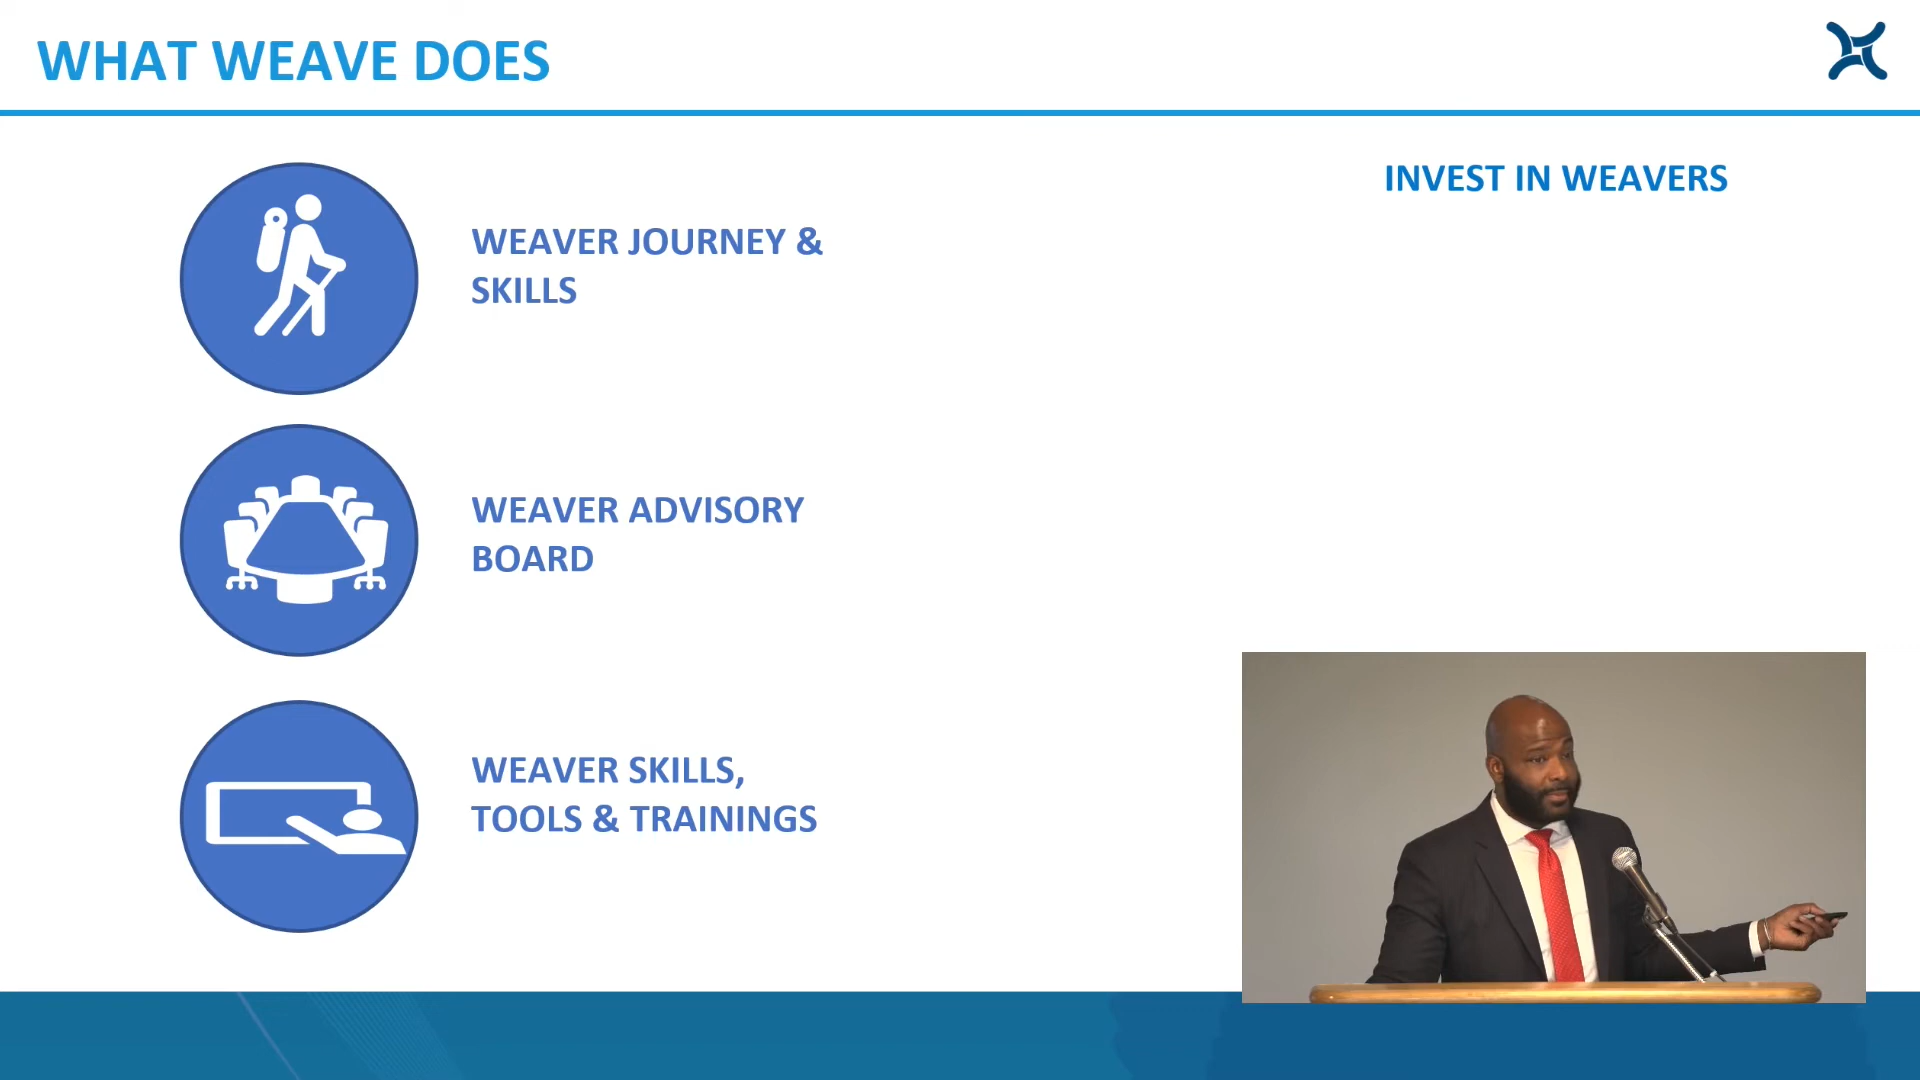 WHAT WEAVE DOES
INVEST IN WEAVERS
WEAVER JOURNEY &
SKILLS
WEAVER ADVISORY
BOARD
WEAVER SKILLS,
TOOLS & TRAININGS